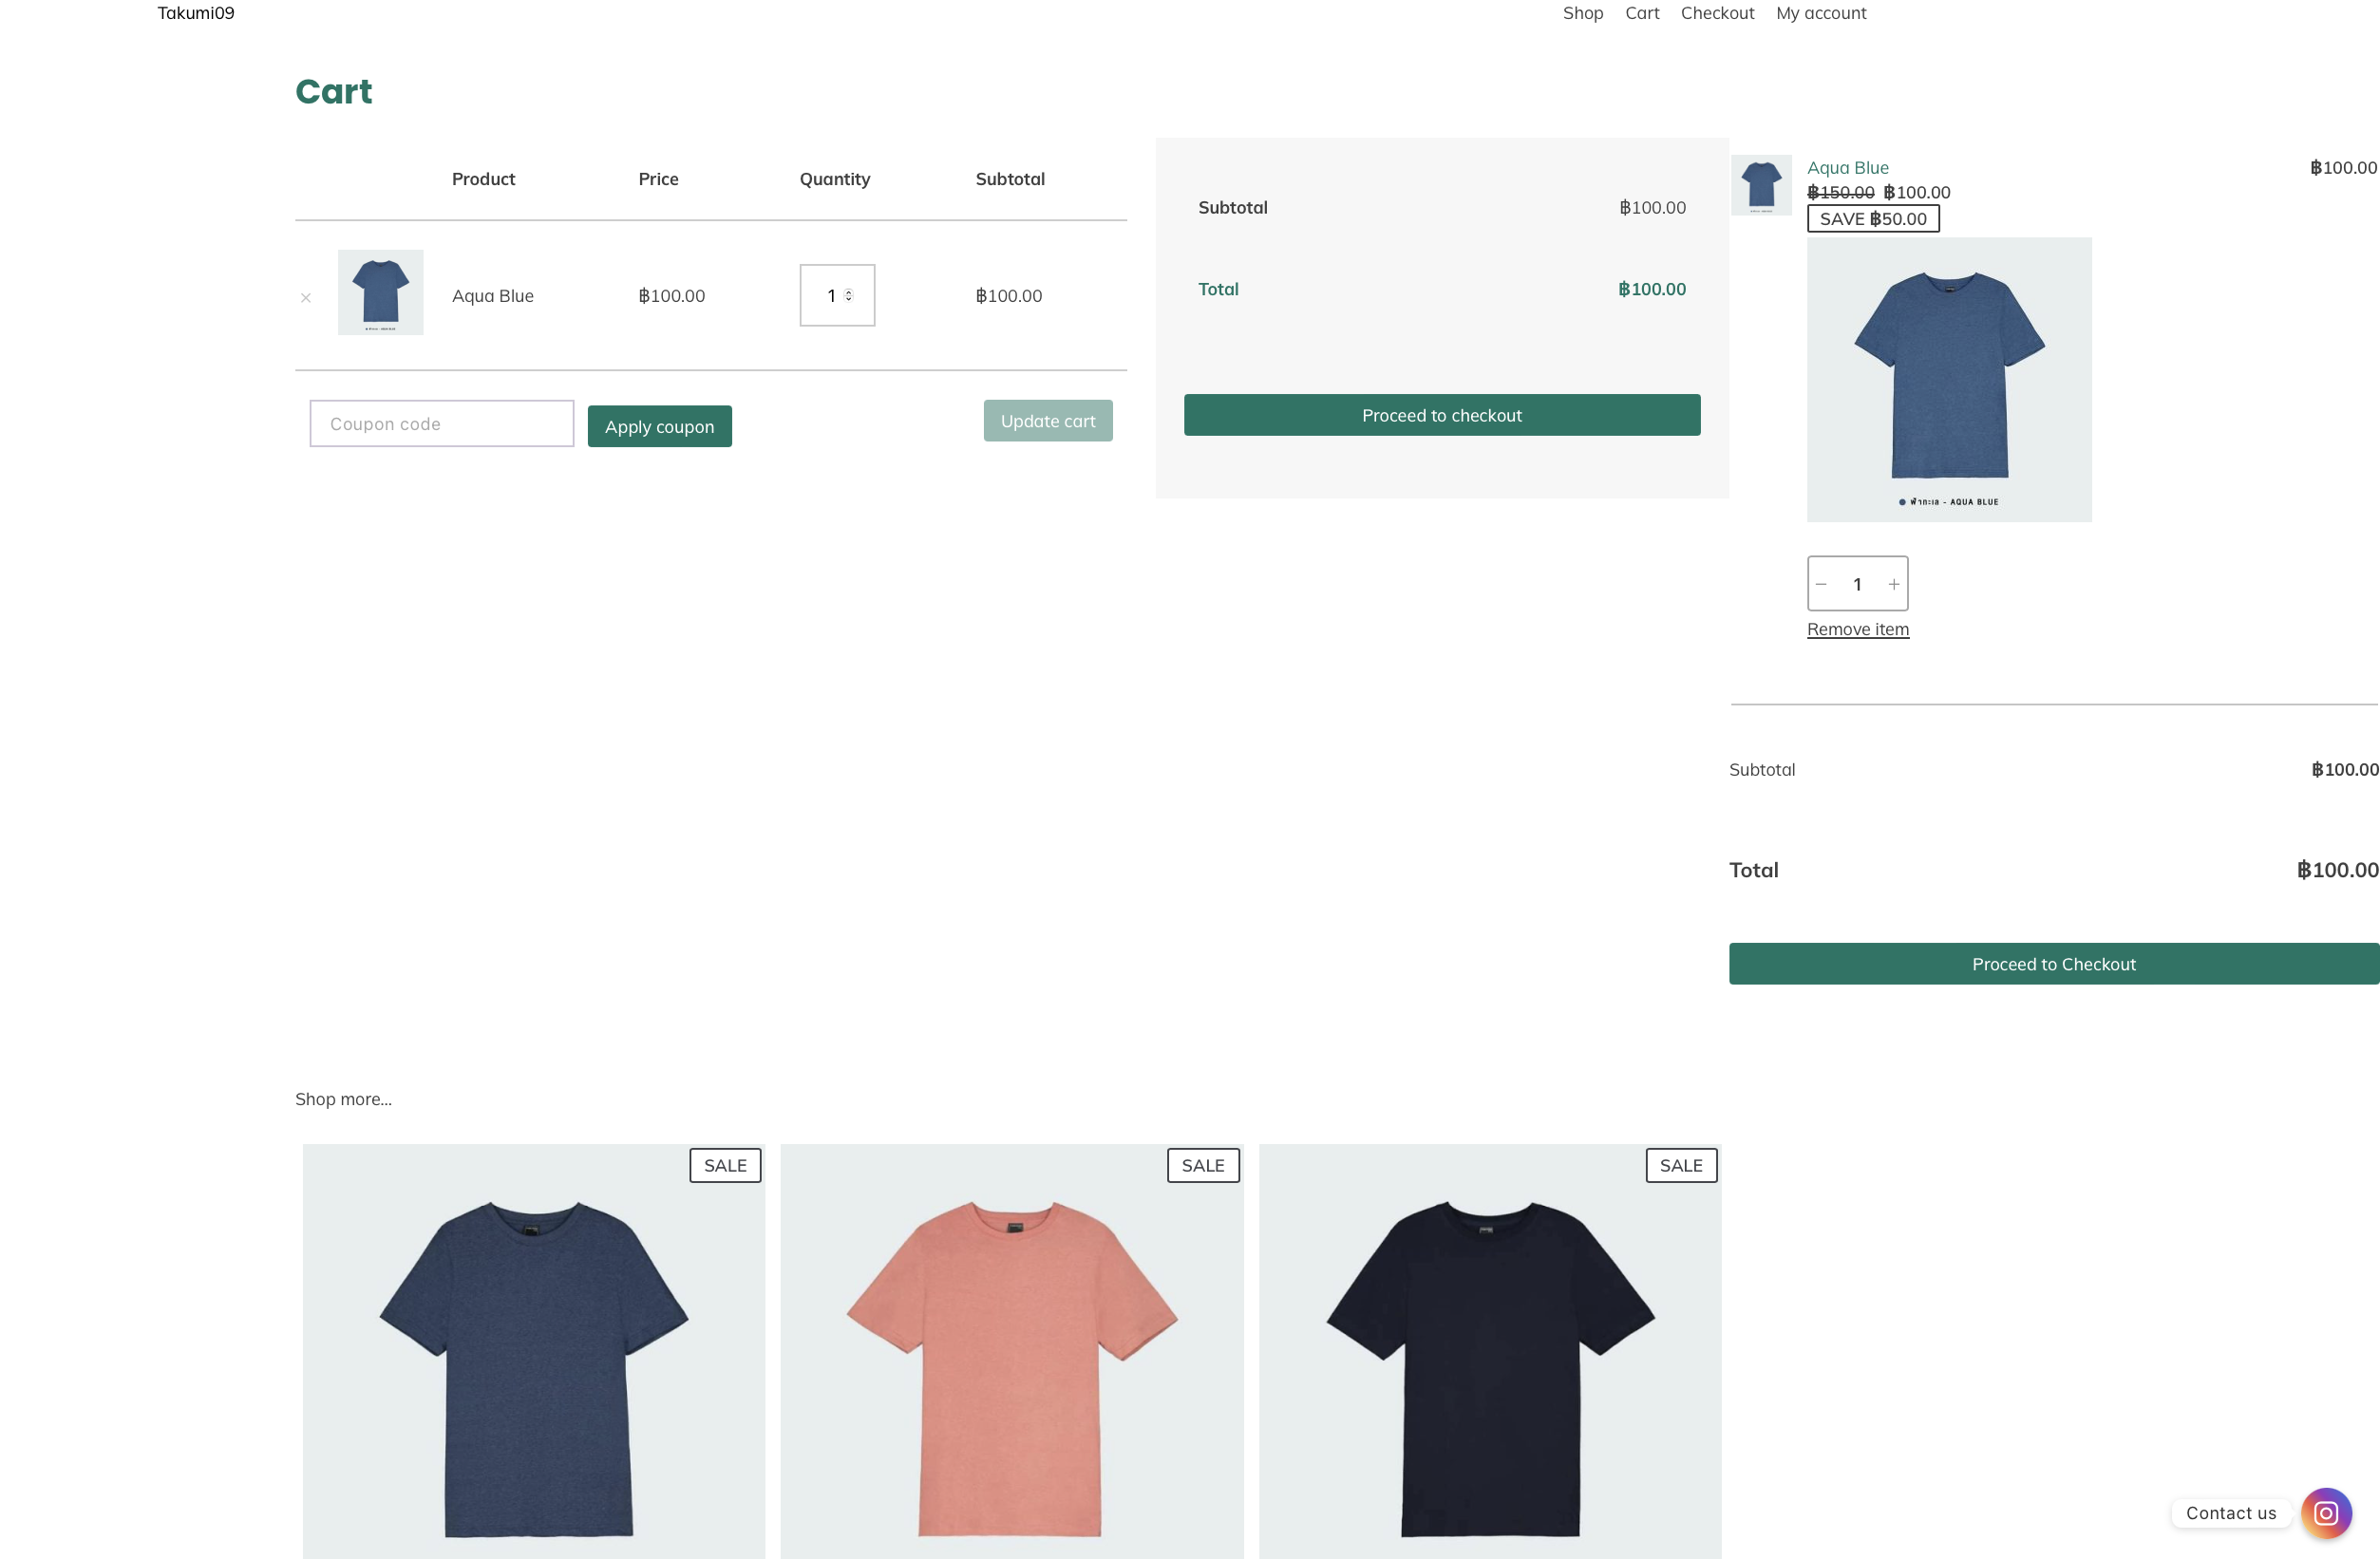 Takumi09
Shop Cart Checkout My account
Cart
Product Price Quantity Subtotal
× Aqua Blue ฿100.00 1 ฿100.00
Coupon code Apply coupon Update cart
Subtotal ฿100.00
Total ฿100.00
Proceed to checkout
Aqua Blue ฿100.00
฿150.00 ฿100.00
SAVE ฿50.00
ฟ้าทะเล - AQUA BLUE
− 1 +
Remove item
Subtotal ฿100.00
Total ฿100.00
Proceed to Checkout
Shop more...
SALE SALE SALE
Contact us